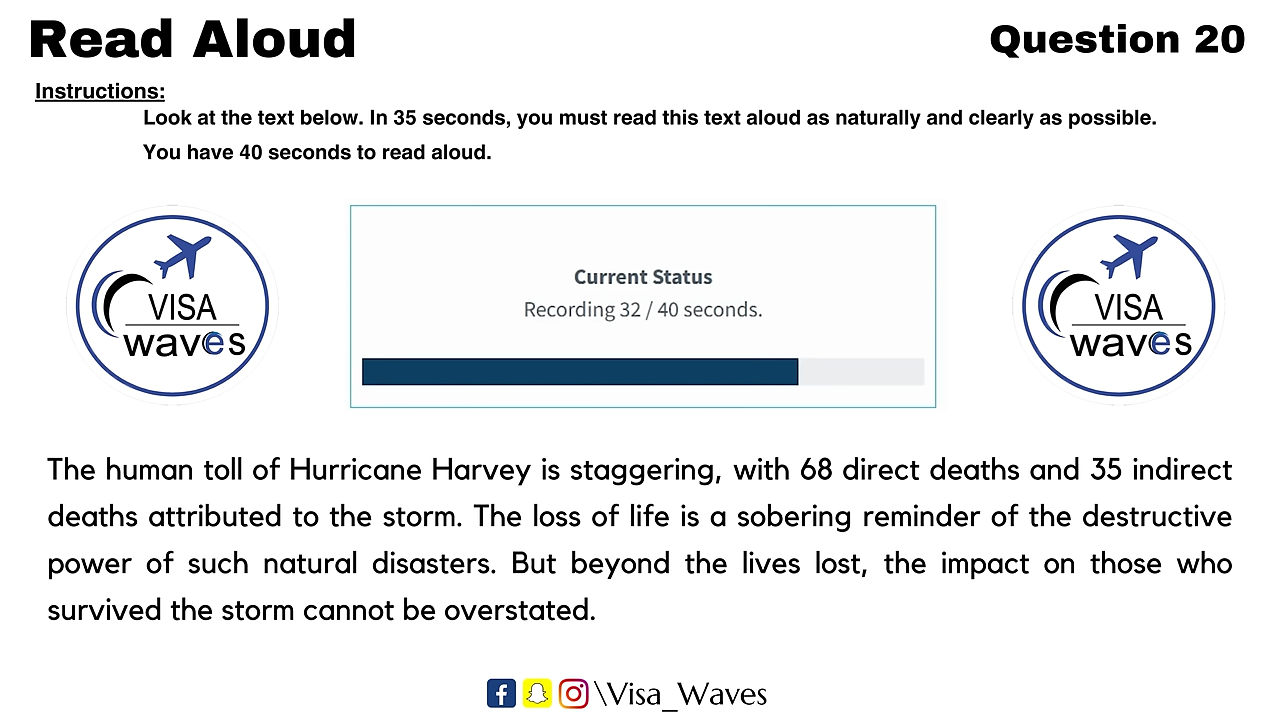 Read Aloud
Question 20
Instructions:
Look at the text below. In 35 seconds, you must read this text aloud as naturally and clearly as possible.
You have 40 seconds to read aloud.
VISA
waves
Current Status
Recording 32 / 40 seconds.
VISA
waves
The human toll of Hurricane Harvey is staggering, with 68 direct deaths and 35 indirect
deaths attributed to the storm. The loss of life is a sobering reminder of the destructive
power of such natural disasters. But beyond the lives lost, the impact on those who
survived the storm cannot be overstated.
\Visa_Waves